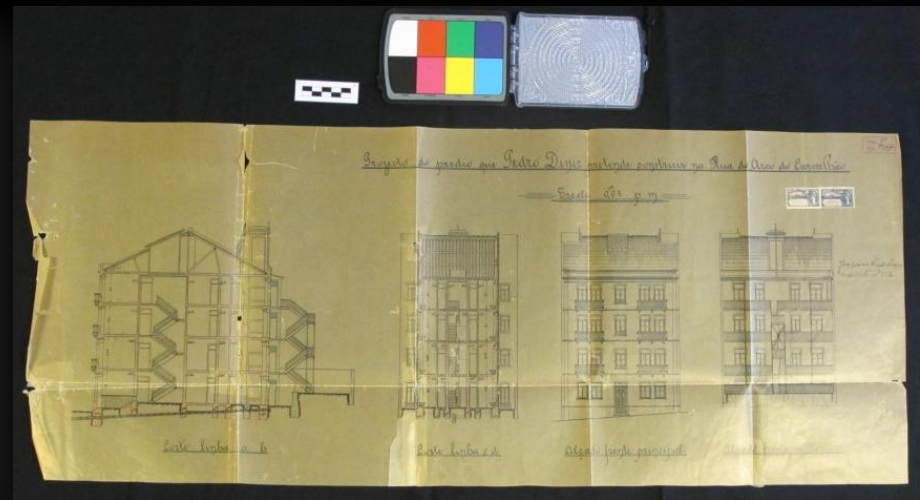 Projecto do predio que Pedro Diniz pretende construir na Rua do Arco do Carvalhão
Escala 0,01 p. m.
Corte linha a b
Corte linha c d
Alçado frente principal
Alçado